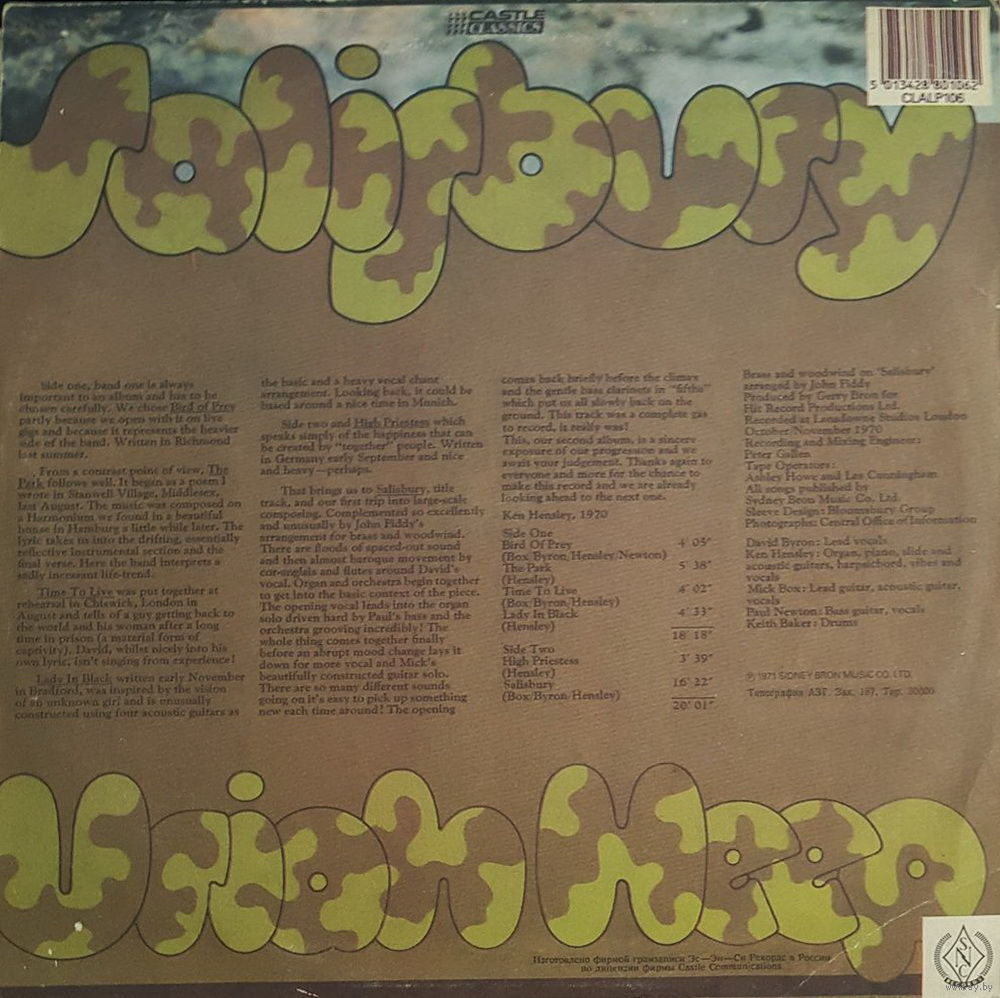 CASTLE
CLASSICS
5 013428 801062
CLALP106
Salisbury
Side one, band one is always
important to an album and has to be
chosen carefully. We chose Bird of Prey
partly because we open with it on live
gigs and because it represents the heavier
side of the band. Written in Richmond
last summer.
From a contrast point of view, The
Park follows well. It began as a poem I
wrote in Stanwell Village, Middlesex,
last August. The music was composed on
a Harmonium we found in a beautiful
house in Hamburg a little while later. The
lyric takes us into the drifting, essentially
reflective instrumental section and the
final verse. Here the band interprets a
sadly incessant life-trend.
Time To Live was put together at
rehearsal in Chiswick, London in
August and tells of a guy getting back to
the world and his woman after a long
time in prison (a material form of
captivity). David, whilst nicely into his
own lyric, isn't singing from experience!
Lady In Black written early November
in Bradford, was inspired by the vision
of an unknown girl and is unusually
constructed using four acoustic guitars as
the basic and a heavy vocal chant
arrangement. Looking back, it could be
based around a nice time in Munich.
Side two and High Priestess which
speaks simply of the happiness that can
be created by "together" people. Written
in Germany early September and nice
and heavy—perhaps.
That brings us to Salisbury, title
track, and our first trip into large-scale
composing. Complemented so excellently
and unusually by John Fiddy's
arrangement for brass and woodwind.
There are floods of spaced-out sound
and then almost baroque movement by
cor-anglais and flutes around David's
vocal. Organ and orchestra begin together
to get into the basic context of the piece.
The opening vocal lends into the organ
solo driven hard by Paul's bass and the
orchestra grooving incredibly! The
whole thing comes together finally
before an abrupt mood change lays it
down for more vocal and Mick's
beautifully constructed guitar solo.
There are so many different sounds
going on it's easy to pick up something
new each time around! The opening
comes back briefly before the climax
and the gentle bass clarinets in "fifths"
which put us all slowly back on the
ground. This track was a complete gas
to record, it really was!
This, our second album, is a sincere
exposure of our progression and we
await your judgement. Thanks again to
everyone and more for the chance to
make this record and we are already
looking ahead to the next one.
Ken Hensley, 1970
Side One
Bird Of Prey 4' 05"
(Box/Byron/Hensley/Newton)
The Park 5' 38"
(Hensley)
Time To Live 4' 02"
(Box/Byron/Hensley)
Lady In Black 4' 33"
(Hensley)
18' 18"
Side Two
High Priestess 3' 39"
(Hensley)
Salisbury 16' 22"
(Box/Byron/Hensley)
20' 01"
Brass and woodwind on 'Salisbury'
arranged by John Fiddy
Produced by Gerry Bron for
Hit Record Productions Ltd.
Recorded at Lansdowne Studios London
October/November 1970
Recording and Mixing Engineer:
Peter Gallen
Tape Operators:
Ashley Howe and Les Cunningham
All songs published by
Sydney Bron Music Co. Ltd.
Sleeve Design: Bloomsbury Group
Photographs: Central Office of Information
David Byron: Lead vocals
Ken Hensley: Organ, piano, slide and
acoustic guitars, harpsichord, vibes and
vocals
Mick Box: Lead guitar, acoustic guitar,
vocals
Paul Newton: Bass guitar, vocals
Keith Baker: Drums
℗ 1971 SIDNEY BRON MUSIC CO. LTD.
Типография АЗГ. Зак. 187. Тир. 30000
Uriah Heep
Изготовлено фирмой грамзаписи Эс—Эн—Си Рекордс в России
по лицензии фирмы Castle Communications
SNC